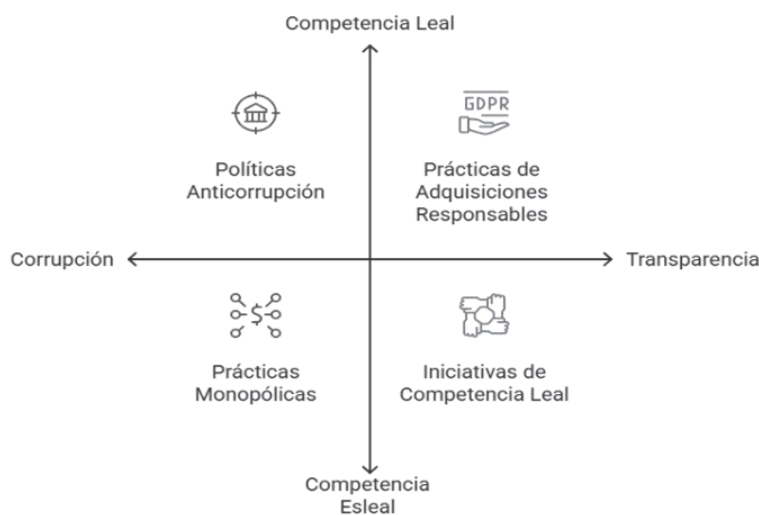 Competencia Leal
GDPR
Políticas
Anticorrupción
Prácticas de
Adquisiciones
Responsables
Corrupción
Transparencia
$
Prácticas
Monopólicas
Iniciativas de
Competencia Leal
Competencia
Esleal